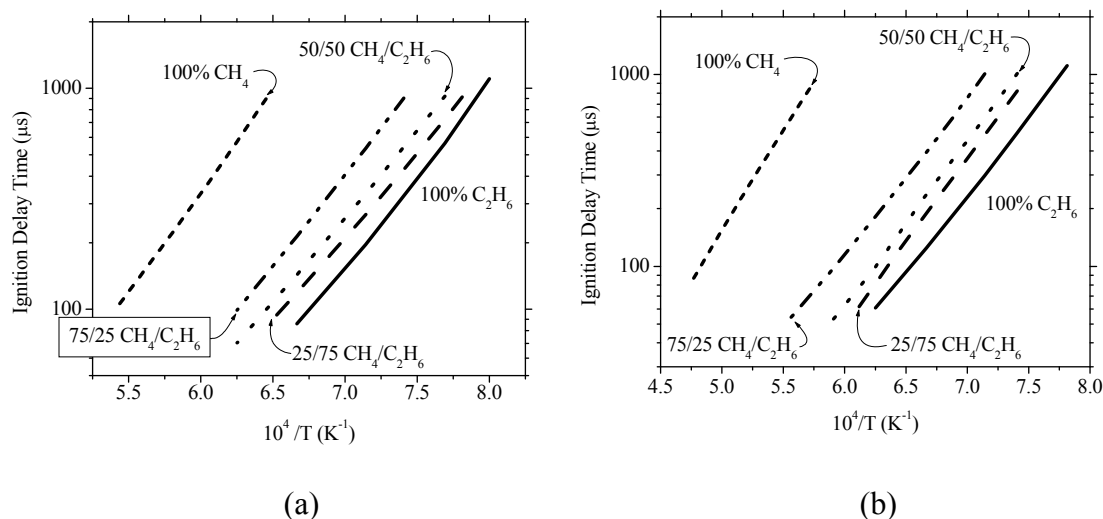 50/50 CH4/C2H6
100% CH4
1000
Ignition Delay Time (μs)
100% C2H6
100
75/25 CH4/C2H6
25/75 CH4/C2H6
5.5 6.0 6.5 7.0 7.5 8.0
10^4/T (K^-1)
(a)
50/50 CH4/C2H6
100% CH4
1000
Ignition Delay Time (μs)
100% C2H6
100
75/25 CH4/C2H6
25/75 CH4/C2H6
4.5 5.0 5.5 6.0 6.5 7.0 7.5 8.0
10^4/T (K^-1)
(b)